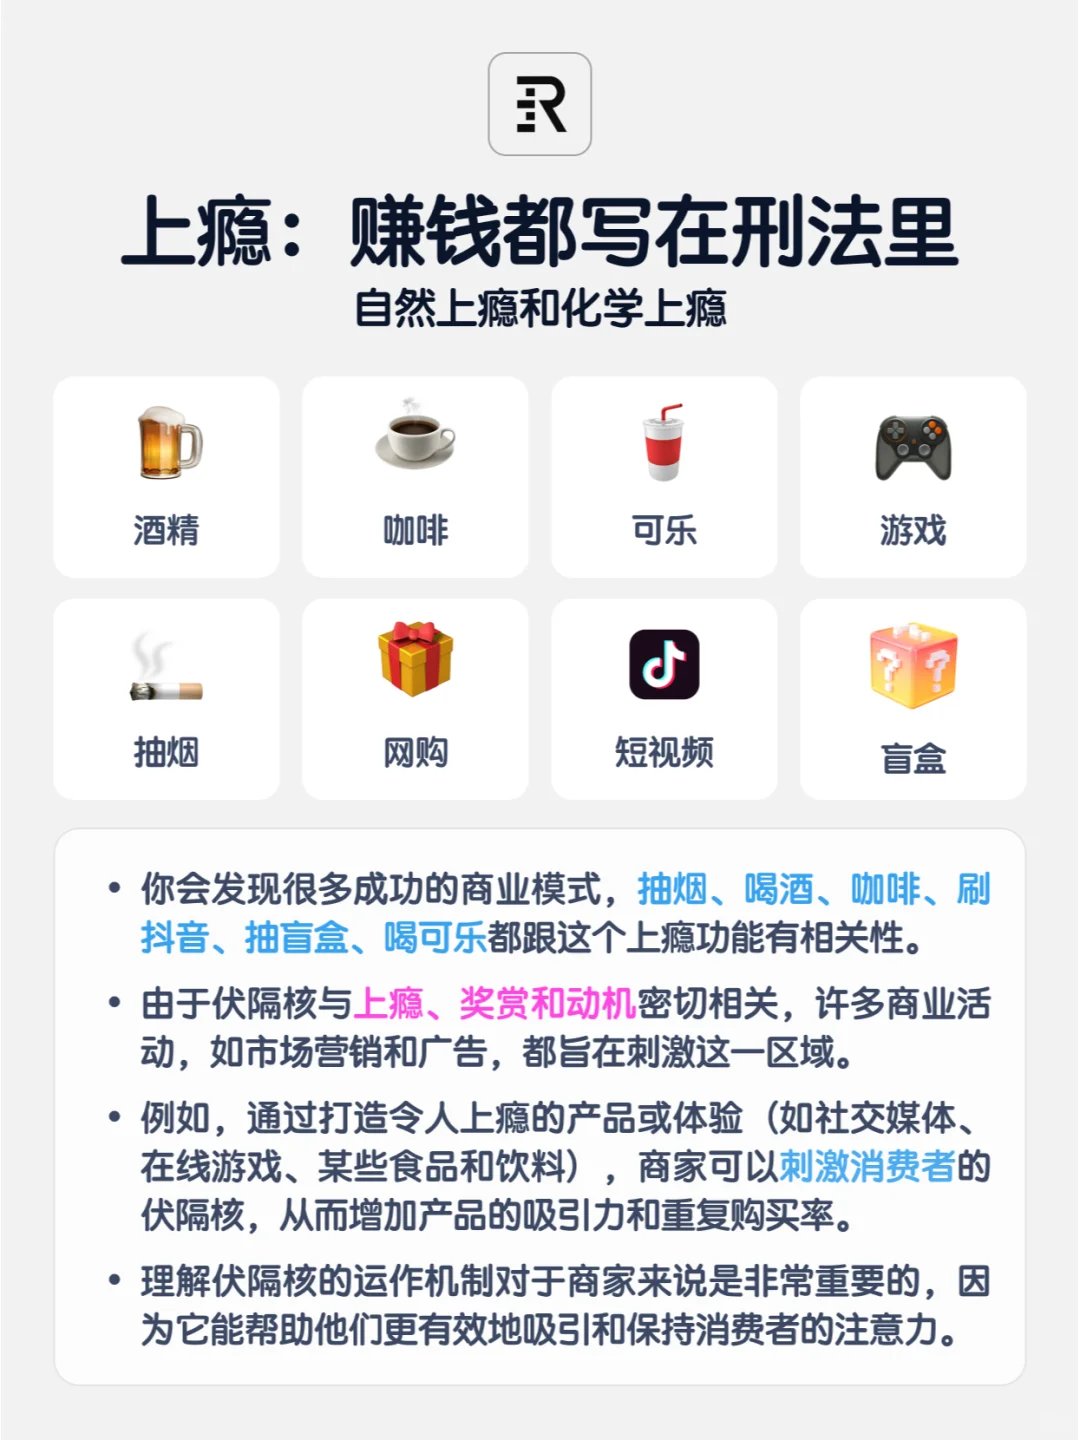 R
上瘾：赚钱都写在刑法里
自然上瘾和化学上瘾
酒精
咖啡
可乐
游戏
抽烟
网购
短视频
盲盒
? ?
• 你会发现很多成功的商业模式，抽烟、喝酒、咖啡、刷
抖音、抽盲盒、喝可乐都跟这个上瘾功能有相关性。
• 由于伏隔核与上瘾、奖赏和动机密切相关，许多商业活
动，如市场营销和广告，都旨在刺激这一区域。
• 例如，通过打造令人上瘾的产品或体验（如社交媒体、
在线游戏、某些食品和饮料），商家可以刺激消费者的
伏隔核，从而增加产品的吸引力和重复购买率。
• 理解伏隔核的运作机制对于商家来说是非常重要的，因
为它能帮助他们更有效地吸引和保持消费者的注意力。